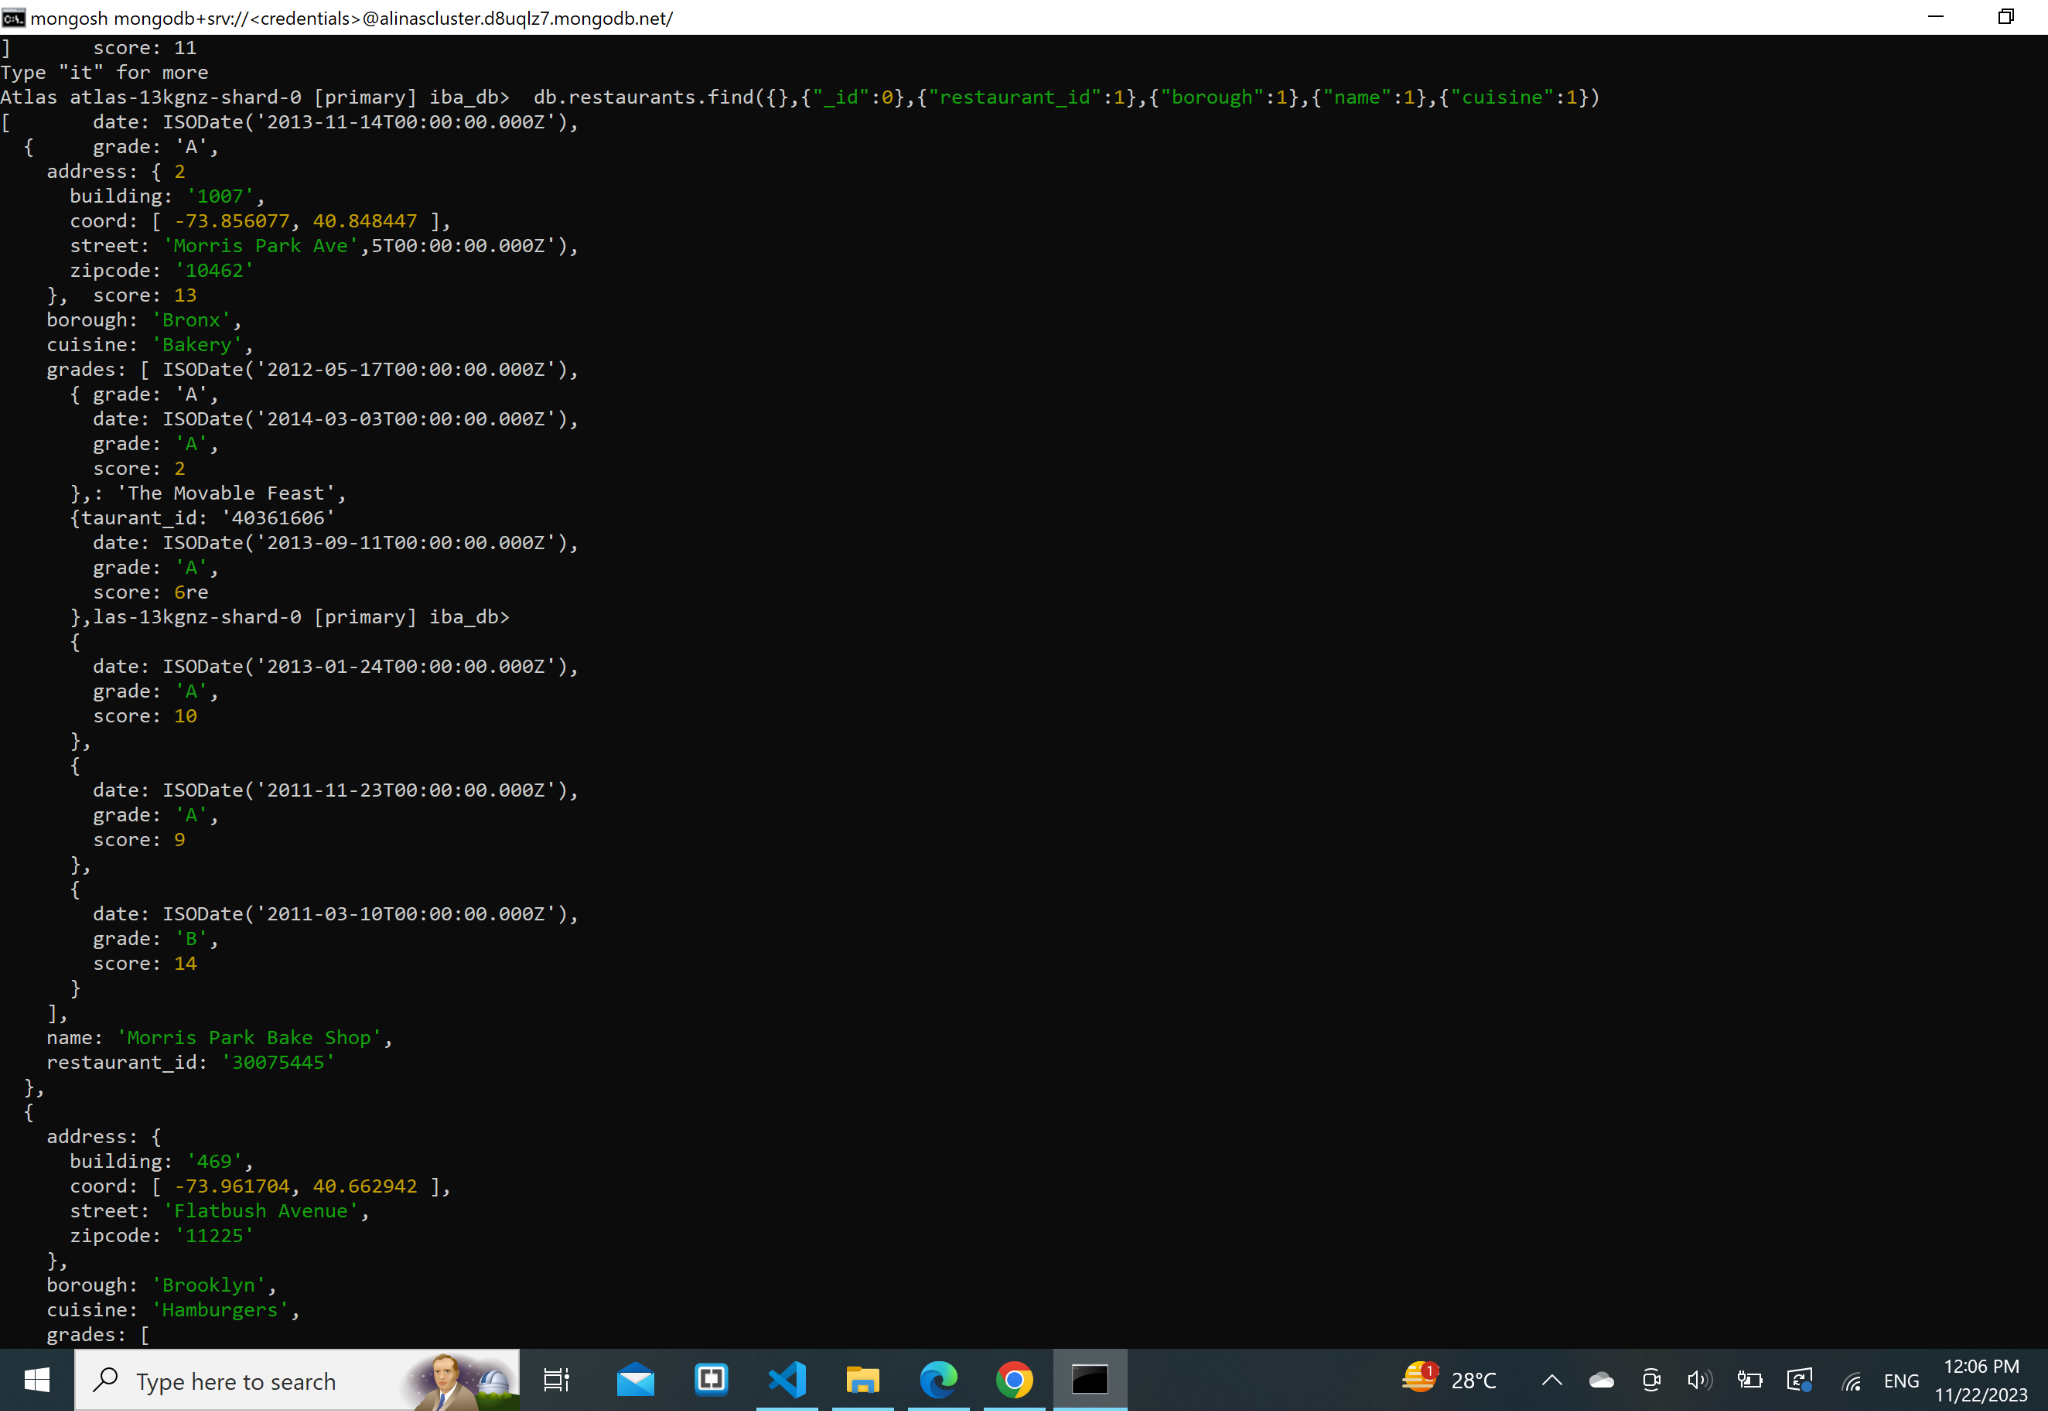 mongosh mongodb+srv://<credentials>@alinascluster.d8uqlz7.mongodb.net/
]       score: 11
Type "it" for more
Atlas atlas-13kgnz-shard-0 [primary] iba_db>  db.restaurants.find({},{"_id":0},{"restaurant_id":1},{"borough":1},{"name":1},{"cuisine":1})
[       date: ISODate('2013-11-14T00:00:00.000Z'),
  {     grade: 'A',
    address: { 2
      building: '1007',
      coord: [ -73.856077, 40.848447 ],
      street: 'Morris Park Ave',5T00:00:00.000Z'),
      zipcode: '10462'
    },  score: 13
    borough: 'Bronx',
    cuisine: 'Bakery',
    grades: [ ISODate('2012-05-17T00:00:00.000Z'),
      { grade: 'A',
        date: ISODate('2014-03-03T00:00:00.000Z'),
        grade: 'A',
        score: 2
      },: 'The Movable Feast',
      {taurant_id: '40361606'
        date: ISODate('2013-09-11T00:00:00.000Z'),
        grade: 'A',
        score: 6re
      },las-13kgnz-shard-0 [primary] iba_db>
      {
        date: ISODate('2013-01-24T00:00:00.000Z'),
        grade: 'A',
        score: 10
      },
      {
        date: ISODate('2011-11-23T00:00:00.000Z'),
        grade: 'A',
        score: 9
      },
      {
        date: ISODate('2011-03-10T00:00:00.000Z'),
        grade: 'B',
        score: 14
      }
    ],
    name: 'Morris Park Bake Shop',
    restaurant_id: '30075445'
  },
  {
    address: {
      building: '469',
      coord: [ -73.961704, 40.662942 ],
      street: 'Flatbush Avenue',
      zipcode: '11225'
    },
    borough: 'Brooklyn',
    cuisine: 'Hamburgers',
    grades: [
Type here to search
1
28°C
ENG
12:06 PM
11/22/2023